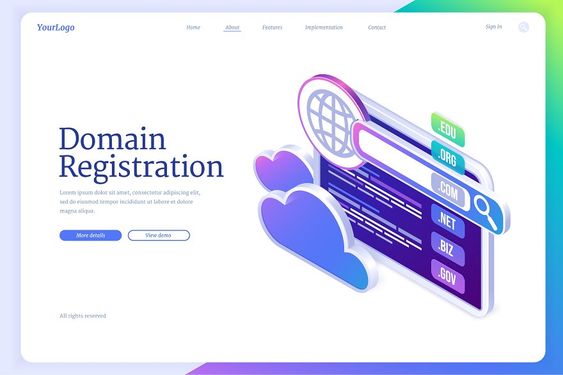 YourLogo
Home About Features Implementation Contact Sign in
Domain
Registration
Lorem ipsum dolor sit amet, consectetur adipiscing elit,
sed do eiusmod tempor incididunt ut labore et dolore
magna aliqua.
More details View demo
All rights reserved
.EDU
.ORG
.COM
.NET
.BIZ
.GOV